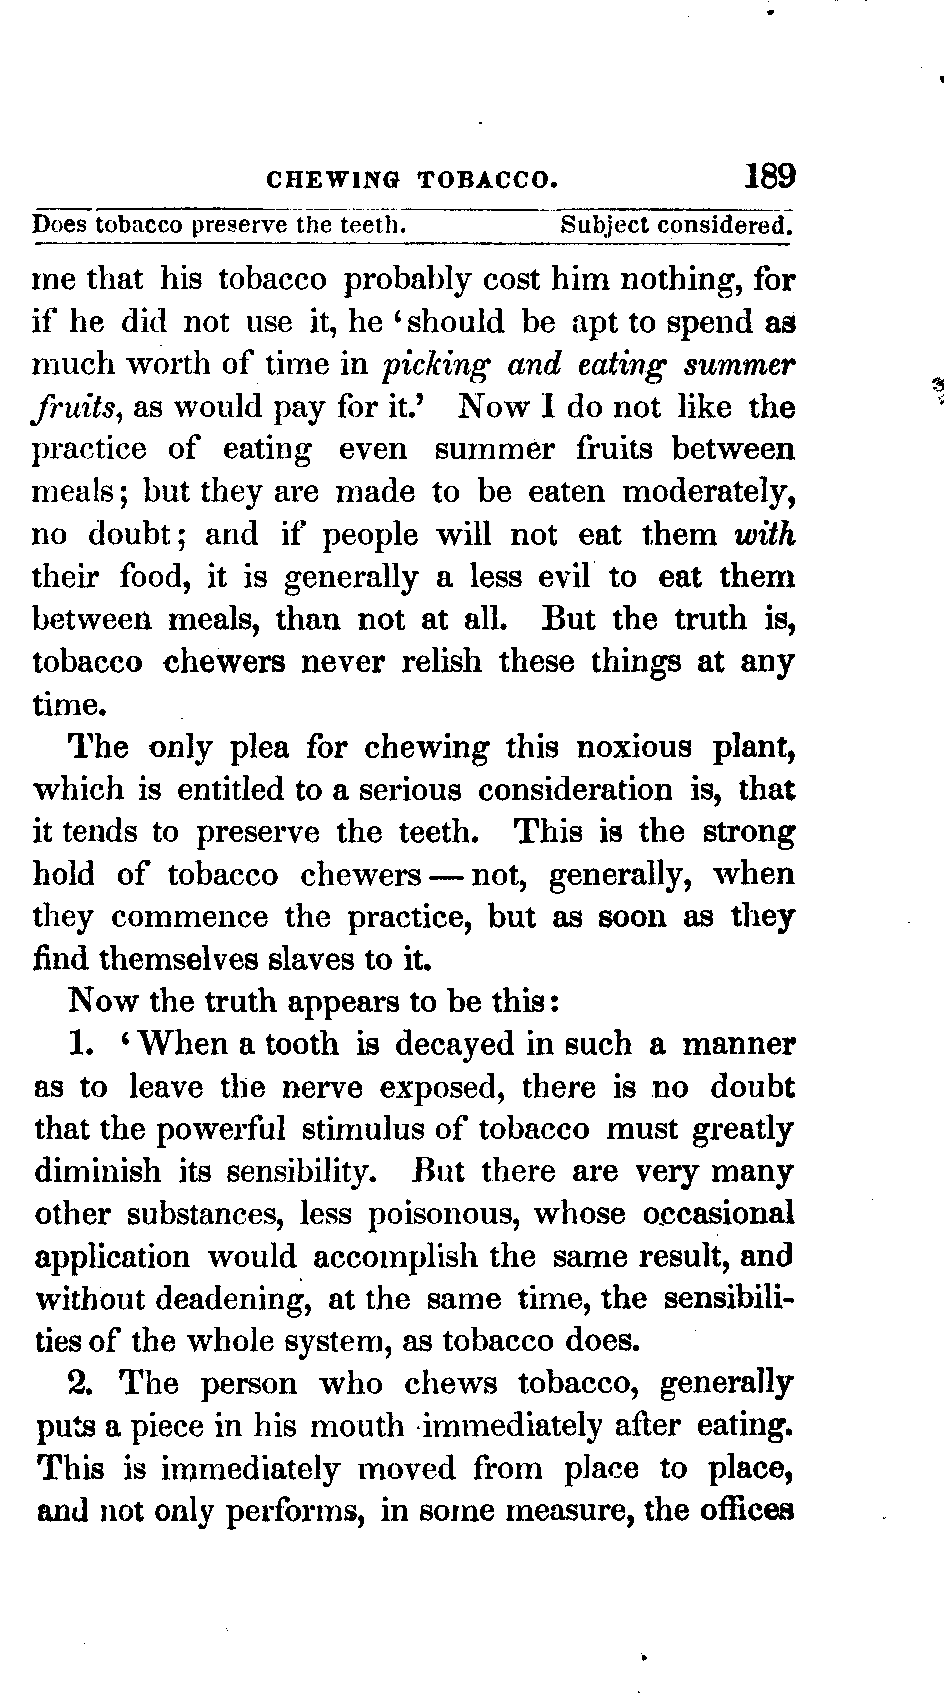 CHEWING TOBACCO. 189
Does tobacco preserve the teeth. Subject considered.
me that his tobacco probably cost him nothing, for
if he did not use it, he ‘should be apt to spend as
much worth of time in picking and eating summer
fruits, as would pay for it.’ Now I do not like the
practice of eating even summer fruits between
meals; but they are made to be eaten moderately,
no doubt; and if people will not eat them with
their food, it is generally a less evil to eat them
between meals, than not at all. But the truth is,
tobacco chewers never relish these things at any
time.
The only plea for chewing this noxious plant,
which is entitled to a serious consideration is, that
it tends to preserve the teeth. This is the strong
hold of tobacco chewers — not, generally, when
they commence the practice, but as soon as they
find themselves slaves to it.
Now the truth appears to be this:
1. ‘When a tooth is decayed in such a manner
as to leave the nerve exposed, there is no doubt
that the powerful stimulus of tobacco must greatly
diminish its sensibility. But there are very many
other substances, less poisonous, whose occasional
application would accomplish the same result, and
without deadening, at the same time, the sensibili-
ties of the whole system, as tobacco does.
2. The person who chews tobacco, generally
puts a piece in his mouth immediately after eating.
This is immediately moved from place to place,
and not only performs, in some measure, the offices